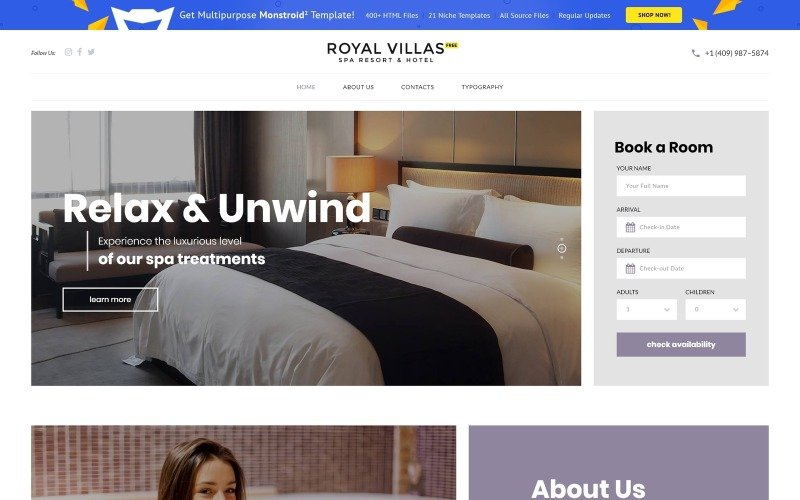 Get Multipurpose Monstroid² Template! 400+ HTML Files 21 Niche Templates All Source Files Regular Updates SHOP NOW!
Follow Us:
ROYAL VILLAS FREE
SPA RESORT & HOTEL
+1 (409) 987-5874
HOME ABOUT US CONTACTS TYPOGRAPHY
Relax & Unwind
Experience the luxurious level
of our spa treatments
learn more
Book a Room
YOUR NAME
Your Full Name
ARRIVAL
Check-in Date
DEPARTURE
Check-out Date
ADULTS CHILDREN
1 0
check availability
About Us